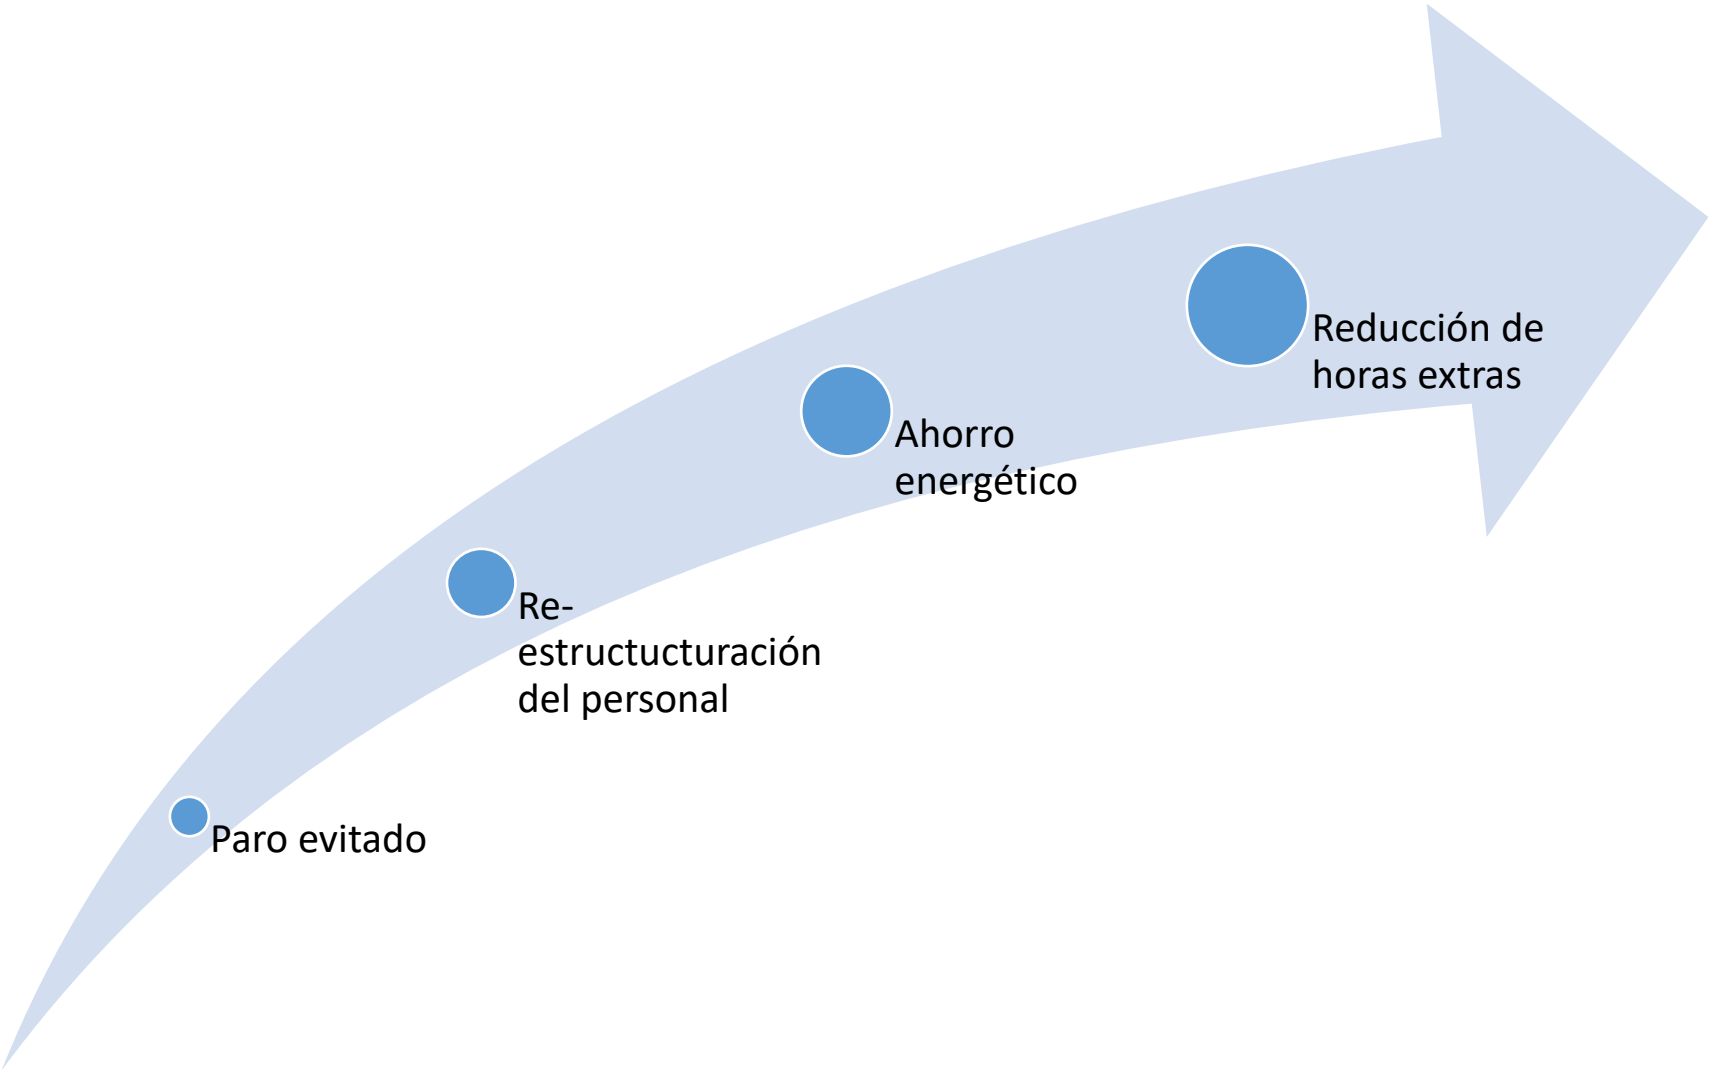 Reducción de
horas extras
Ahorro
energético
Re-
estructucturación
del personal
Paro evitado